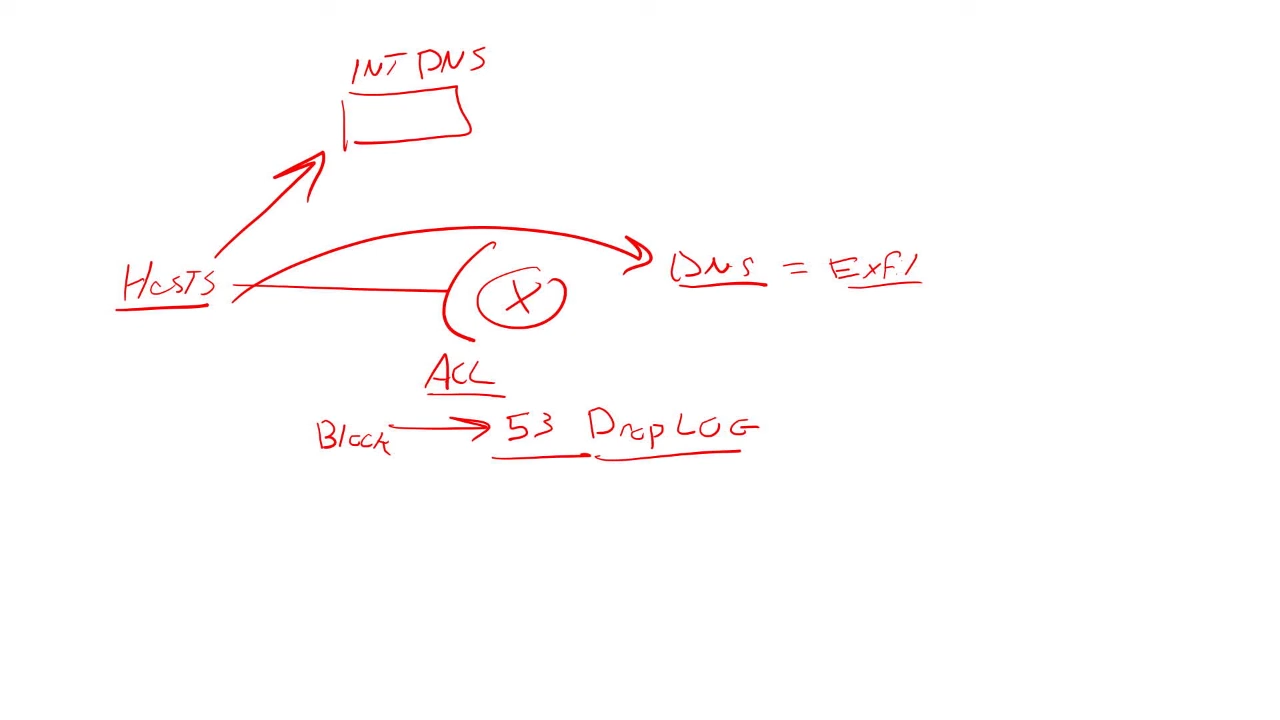 INT DNS
HOSTS
DNS = Exfil
X
ACL
Block 53 Drop LOG